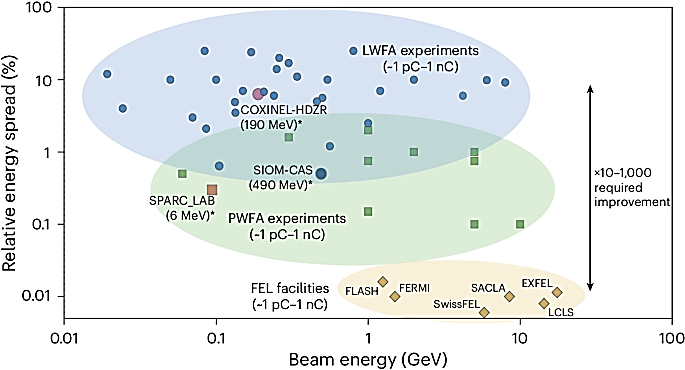 100
10
1
0.1
0.01
Relative energy spread (%)
LWFA experiments
(~1 pC–1 nC)
COXINEL-HDZR
(190 MeV)*
SIOM-CAS
(490 MeV)*
SPARC_LAB
(6 MeV)*
PWFA experiments
(~1 pC–1 nC)
×10–1,000
required
improvement
FEL facilities
(~1 pC–1 nC)
FLASH
FERMI
SwissFEL
SACLA
EXFEL
LCLS
0.01
0.1
1
10
100
Beam energy (GeV)